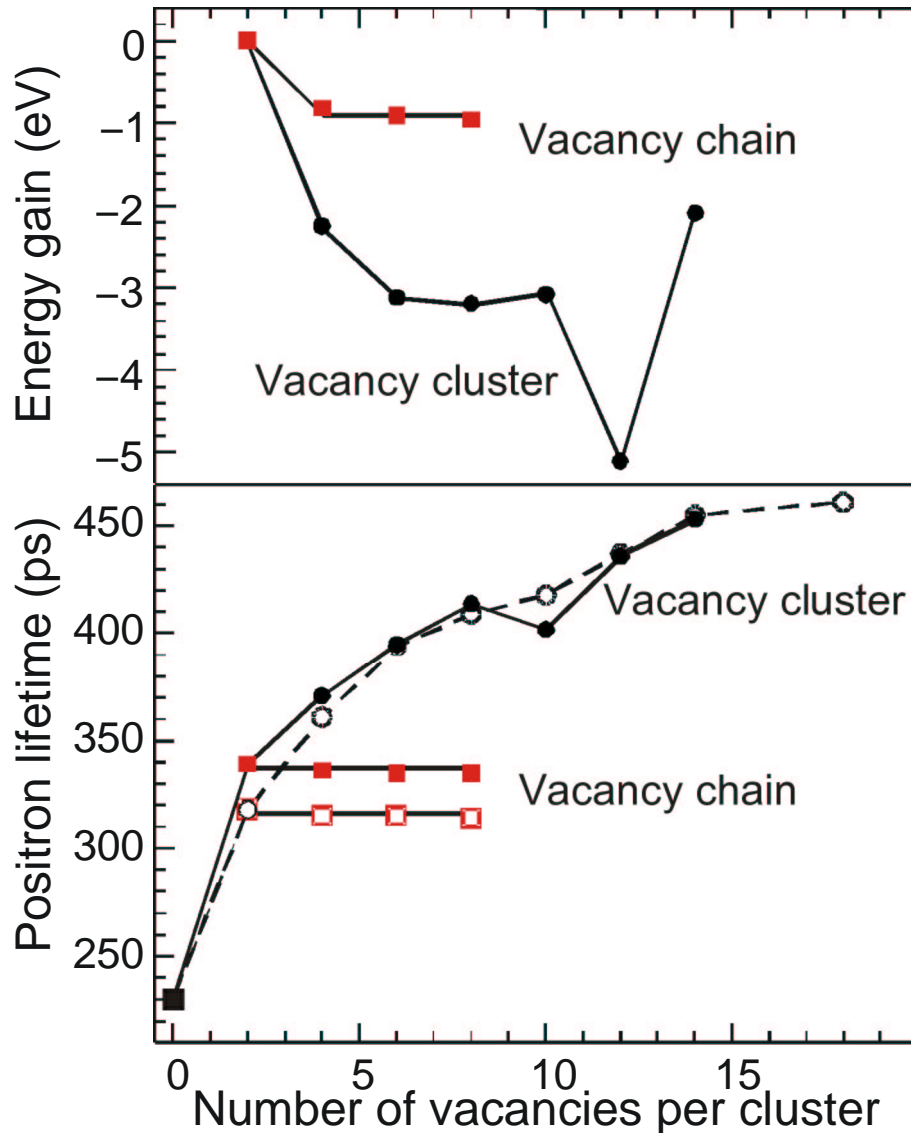 Energy gain (eV)
0
−1
−2
−3
−4
−5
Vacancy chain
Vacancy cluster
Positron lifetime (ps)
450
400
350
300
250
Vacancy cluster
Vacancy chain
0 5 10 15
Number of vacancies per cluster